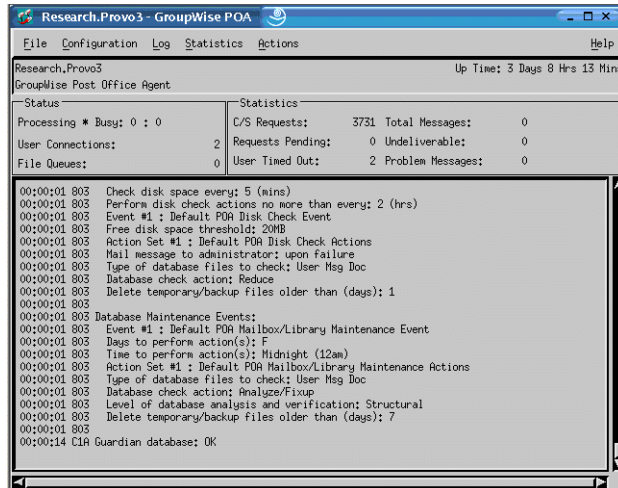 Research.Provo3 - GroupWise POA
File Configuration Log Statistics Actions Help
Research.Provo3 Up Time: 3 Days 8 Hrs 13 Mins
GroupWise Post Office Agent
Status
Processing * Busy: 0 : 0
User Connections: 2
File Queues: 0
Statistics
C/S Requests: 3731 Total Messages: 0
Requests Pending: 0 Undeliverable: 0
User Timed Out: 2 Problem Messages: 0
00:00:01 803 Check disk space every: 5 (mins)
00:00:01 803 Perform disk check actions no more than every: 2 (hrs)
00:00:01 803 Event #1 : Default POA Disk Check Event
00:00:01 803 Free disk space threshold: 20MB
00:00:01 803 Action Set #1 : Default POA Disk Check Actions
00:00:01 803 Mail message to administrator: upon failure
00:00:01 803 Type of database files to check: User Msg Doc
00:00:01 803 Database check action: Reduce
00:00:01 803 Delete temporary/backup files older than (days): 1
00:00:01 803
00:00:01 803 Database Maintenance Events:
00:00:01 803 Event #1 : Default POA Mailbox/Library Maintenance Event
00:00:01 803 Days to perform action(s): F
00:00:01 803 Time to perform action(s): Midnight (12am)
00:00:01 803 Action Set #1 : Default POA Mailbox/Library Maintenance Actions
00:00:01 803 Type of database files to check: User Msg Doc
00:00:01 803 Database check action: Analyze/Fixup
00:00:01 803 Level of database analysis and verification: Structural
00:00:01 803 Delete temporary/backup files older than (days): 7
00:00:01 803
00:00:14 C1A Guardian database: OK